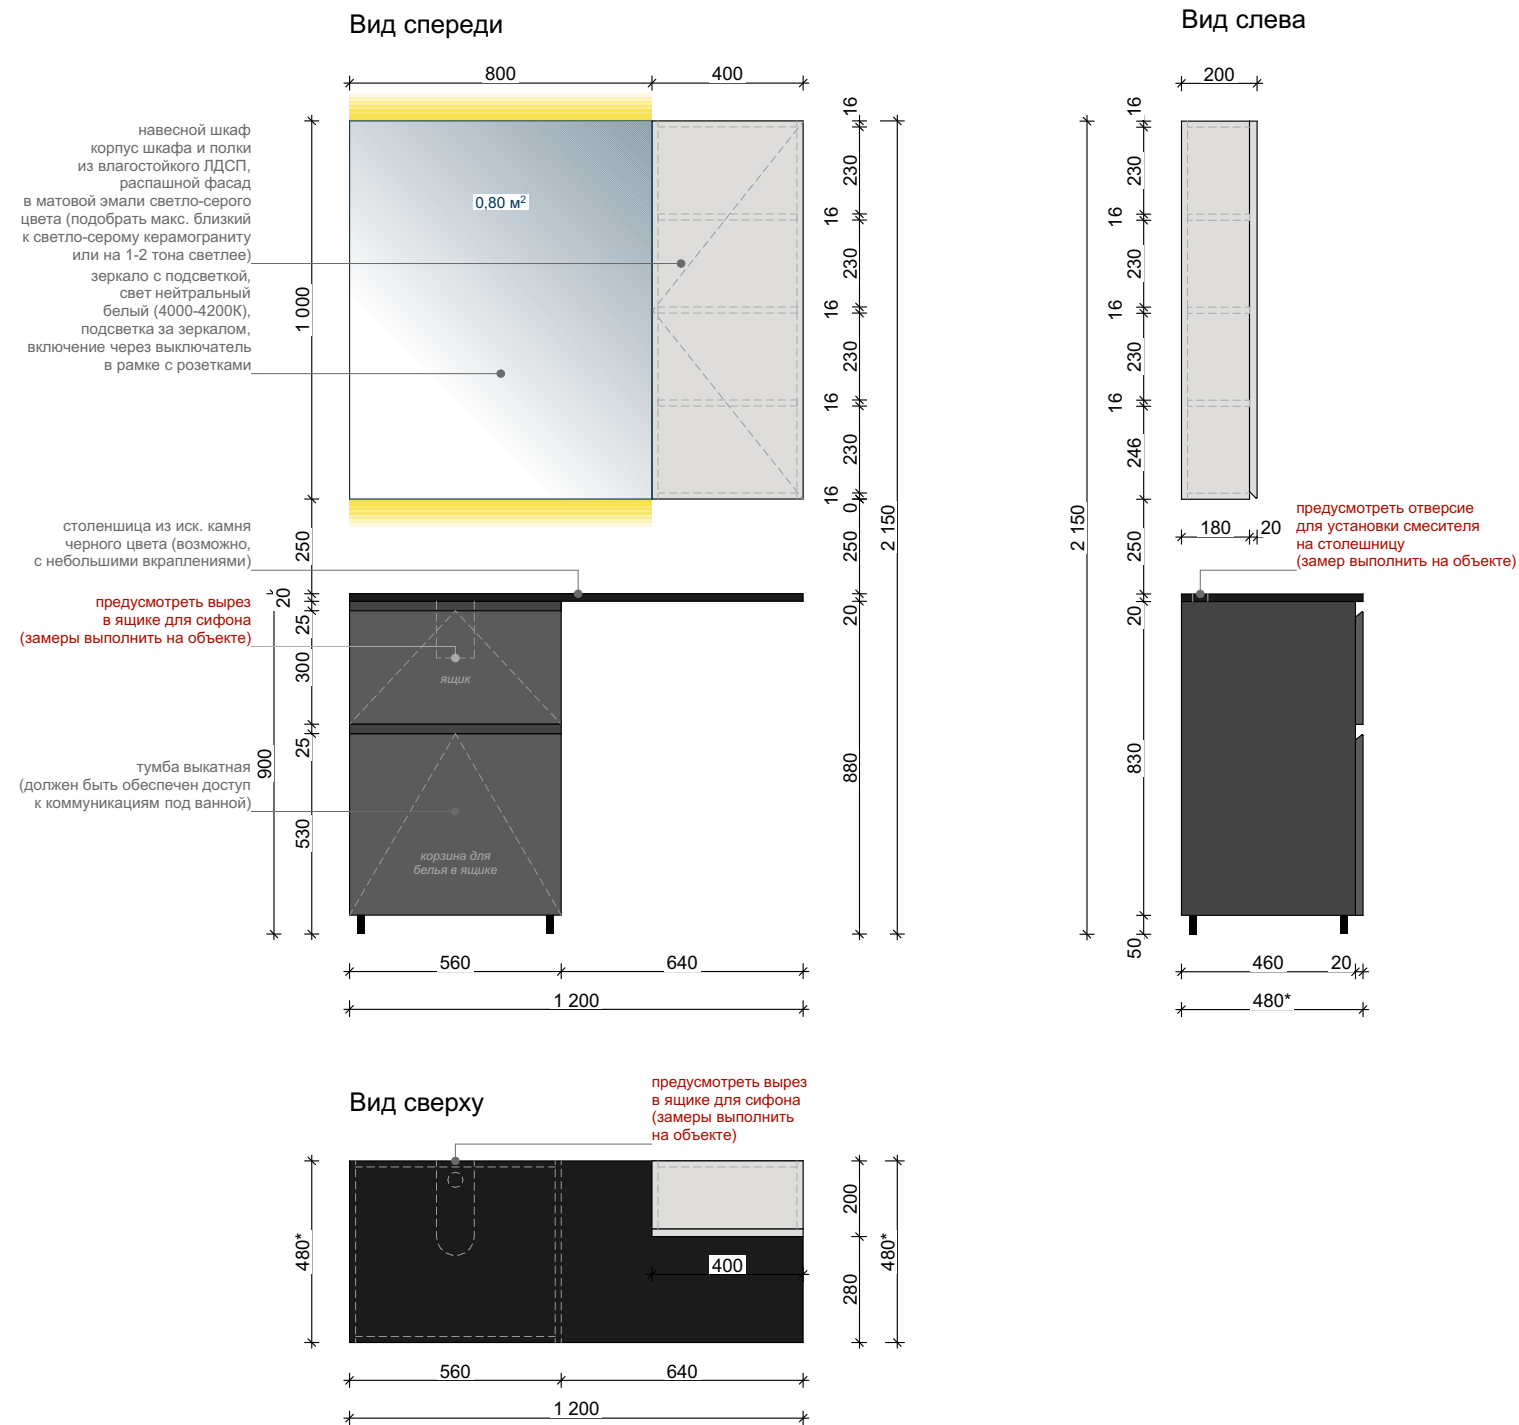 Вид спереди
800
400
навесной шкаф
корпус шкафа и полки
из влагостойкого ЛДСП,
распашной фасад
в матовой эмали светло-серого
цвета (подобрать макс. близкий
к светло-серому керамограниту
или на 1-2 тона светлее)
зеркало с подсветкой,
свет нейтральный
белый (4000-4200К),
подсветка за зеркалом,
включение через выключатель
в рамке с розетками
столеншица из иск. камня
черного цвета (возможно,
с небольшими вкраплениями)
предусмотреть вырез
в ящике для сифона
(замеры выполнить на объекте)
тумба выкатная
(должен быть обеспечен доступ
к коммуникациям под ванной)
1 000
250
20
25
300
25
530
900
0,80 м²
ящик
корзина для
белья в ящике
16
230
16
230
16
230
16
230
16
0
250
20
880
2 150
560
640
1 200
Вид слева
200
16
230
16
230
16
230
16
246
250
20
830
50
2 150
180
20
предусмотреть отверсие
для установки смесителя
на столешницу
(замер выполнить на объекте)
460
20
480*
Вид сверху
предусмотреть вырез
в ящике для сифона
(замеры выполнить
на объекте)
480*
400
200
280
480*
560
640
1 200